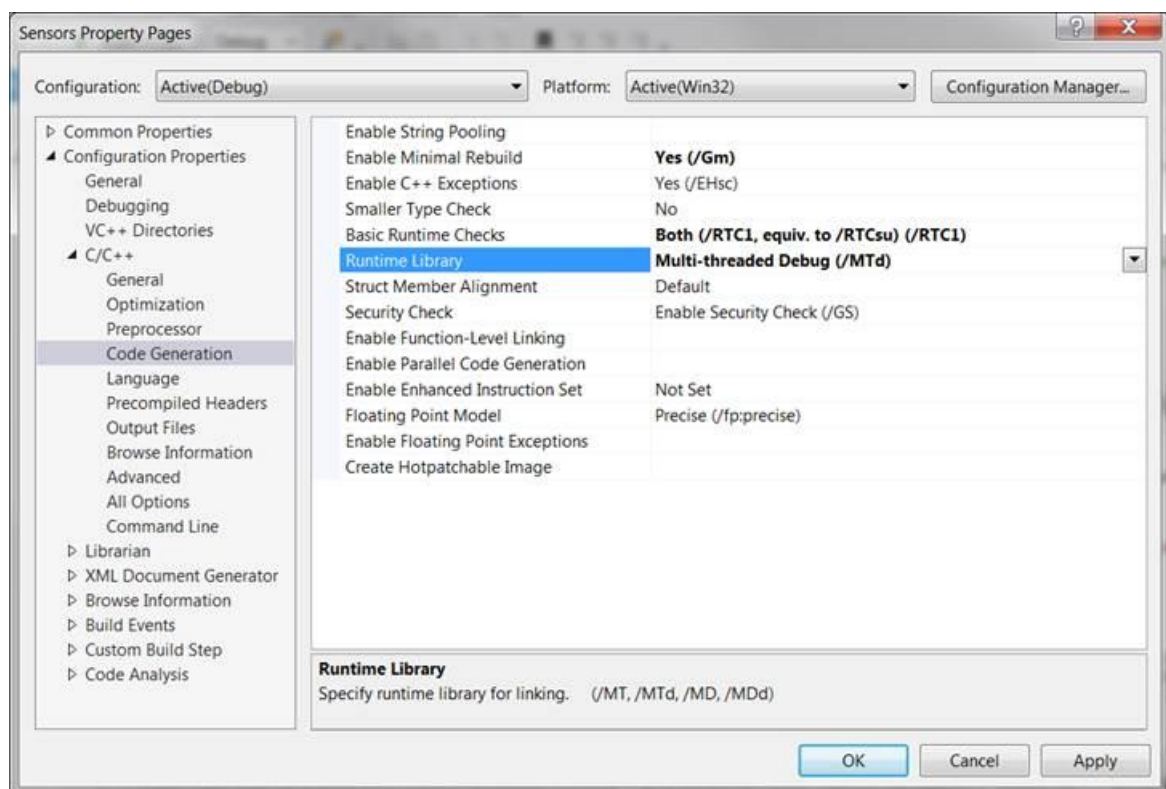 Sensors Property Pages
Configuration: Active(Debug) Platform: Active(Win32) Configuration Manager...
Common Properties
Configuration Properties
General
Debugging
VC++ Directories
C/C++
General
Optimization
Preprocessor
Code Generation
Language
Precompiled Headers
Output Files
Browse Information
Advanced
All Options
Command Line
Librarian
XML Document Generator
Browse Information
Build Events
Custom Build Step
Code Analysis
Enable String Pooling
Enable Minimal Rebuild Yes (/Gm)
Enable C++ Exceptions Yes (/EHsc)
Smaller Type Check No
Basic Runtime Checks Both (/RTC1, equiv. to /RTCsu) (/RTC1)
Runtime Library Multi-threaded Debug (/MTd)
Struct Member Alignment Default
Security Check Enable Security Check (/GS)
Enable Function-Level Linking
Enable Parallel Code Generation
Enable Enhanced Instruction Set Not Set
Floating Point Model Precise (/fp:precise)
Enable Floating Point Exceptions
Create Hotpatchable Image
Runtime Library
Specify runtime library for linking. (/MT, /MTd, /MD, /MDd)
OK Cancel Apply